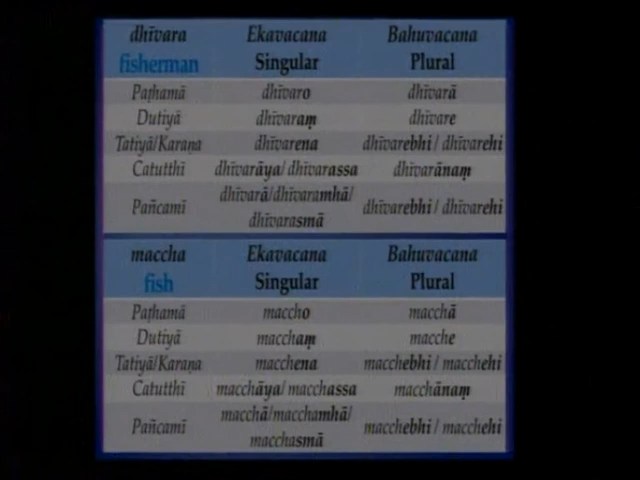 dhīvara Ekavacana Bahuvacana
fisherman Singular Plural
Paṭhamā dhīvaro dhīvarā
Dutiyā dhīvaraṃ dhīvare
Tatiyā/Karaṇa dhīvarena dhīvarebhi / dhīvarehi
Catutthī dhīvarāya/ dhīvarassa dhīvarānaṃ
Pañcamī dhīvarā/dhīvaramhā/ dhīvarebhi / dhīvarehi
dhīvarasmā
maccha Ekavacana Bahuvacana
fish Singular Plural
Paṭhamā maccho macchā
Dutiyā macchaṃ macche
Tatiyā/Karaṇa macchena macchebhi / macchehi
Catutthī macchāya/ macchassa macchānaṃ
Pañcamī macchā/macchamhā/ macchebhi / macchehi
macchasmā